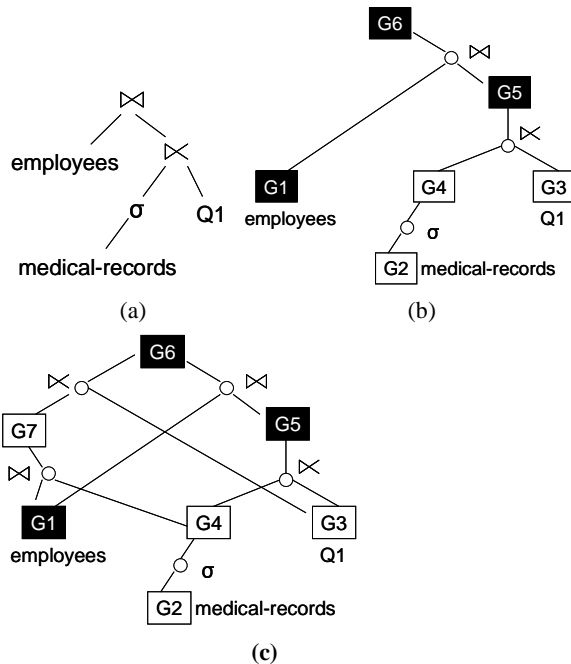 ⋈
employees
⋉
σ
Q1
medical-records
(a)
G6
⋈
G5
⋉
G1
G4
G3
employees
Q1
σ
G2 medical-records
(b)
G6
⋉
⋈
G7
G5
⋈
⋉
G1
G4
G3
employees
Q1
σ
G2 medical-records
(c)